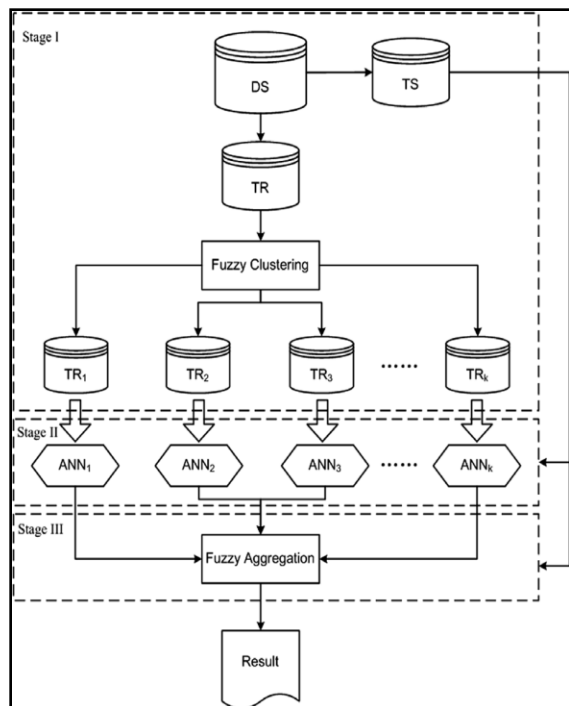 Stage I
DS
TS
TR
Fuzzy Clustering
TR₁
TR₂
TR₃
......
TRₖ
Stage II
ANN₁
ANN₂
ANN₃
......
ANNₖ
Stage III
Fuzzy Aggregation
Result